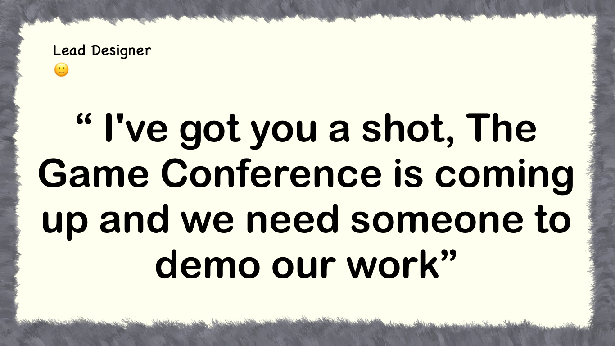 Lead Designer
🙂
“ I've got you a shot, The
Game Conference is coming
up and we need someone to
demo our work”